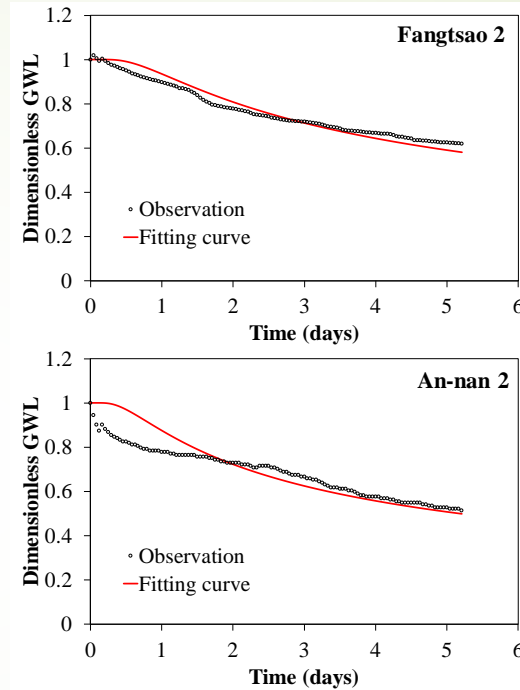 Fangtsao 2
Dimensionless GWL
1.2
1
0.8
0.6
0.4
0.2
0
Observation
Fitting curve
0 1 2 3 4 5 6
Time (days)
An-nan 2
Dimensionless GWL
1.2
1
0.8
0.6
0.4
0.2
0
Observation
Fitting curve
0 1 2 3 4 5 6
Time (days)